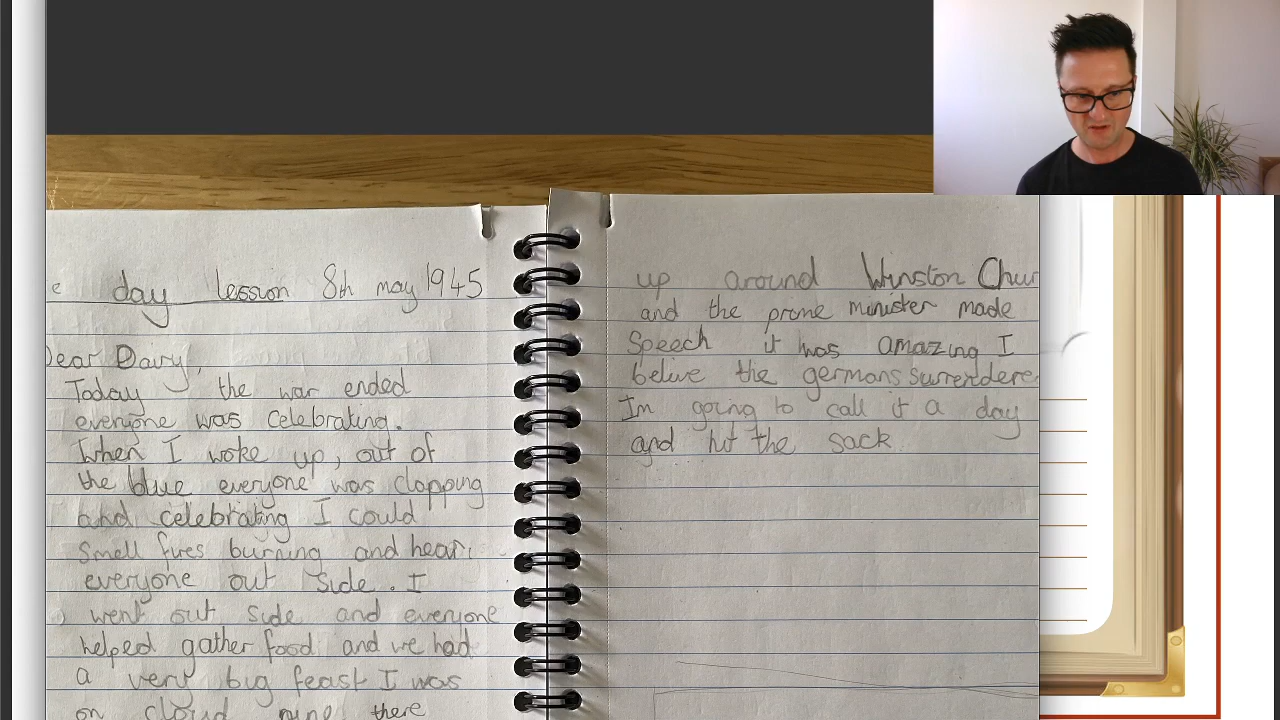 e day lession 8th may 1945
Dear Dairy,
Today the war ended
everyone was celebrating.
When I woke up, out of
the blue everyone was clapping
and celebrating I could
smell fires burning and hear
everyone out side. I
went out side and everyone
helped gather food and we had
a very big feast I was
on cloud nine there
up around Winston Chur
and the prome minister made
Speech it was amazing I
belive the germans surrendere
Im going to call it a day
and hit the sack